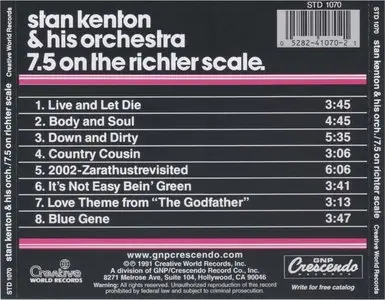 stan kenton
& his orchestra
7.5 on the richter scale.
STD 1070
0 52824-1070-2 1
1. Live and Let Die 3:45
2. Body and Soul 4:45
3. Down and Dirty 5:35
4. Country Cousin 3:06
5. 2002-Zarathustrevisited 6:06
6. It's Not Easy Bein' Green 3:41
7. Love Theme from "The Godfather" 3:13
8. Blue Gene 8:47
Creative
WORLD RECORDS
www.gnpcrescendo.com
℗ © 1991 Creative World Records, Inc.
A division of GNP/Crescendo Record Co., Inc.
8271 Melrose Ave., Suite 104, Hollywood, CA 90046
Warning: All rights reserved. Unauthorized reproduction of this record is
prohibited by federal law and subject to criminal prosecution.
GNP
Crescendo
Write for free catalog
STD 1070 stan kenton & his orch./7.5 on richter scale Creative World Records
STD 1070 stan kenton & his orch./7.5 on richter scale Creative World Records